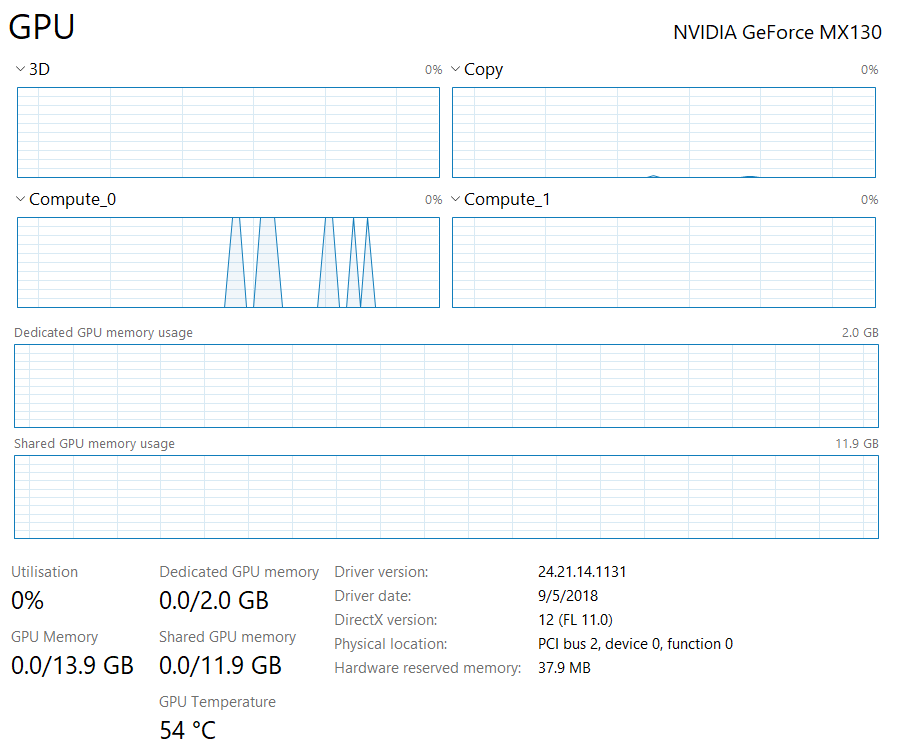 GPU
NVIDIA GeForce MX130
3D 0% Copy 0%
Compute_0 0% Compute_1 0%
Dedicated GPU memory usage 2.0 GB
Shared GPU memory usage 11.9 GB
Utilisation
0%
GPU Memory
0.0/13.9 GB
Dedicated GPU memory
0.0/2.0 GB
Shared GPU memory
0.0/11.9 GB
GPU Temperature
54 °C
Driver version: 24.21.14.1131
Driver date: 9/5/2018
DirectX version: 12 (FL 11.0)
Physical location: PCI bus 2, device 0, function 0
Hardware reserved memory: 37.9 MB